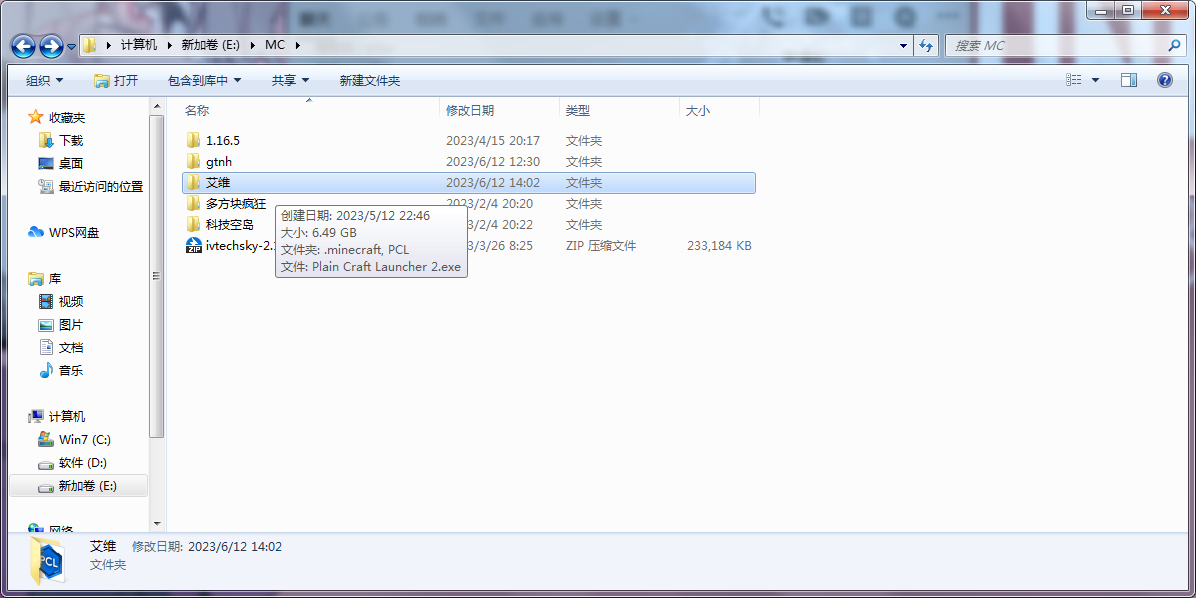 计算机 新加卷 (E:) MC
搜索 MC
组织 打开 包含到库中 共享 新建文件夹
收藏夹
下载
桌面
最近访问的位置
WPS网盘
库
视频
图片
文档
音乐
计算机
Win7 (C:)
软件 (D:)
新加卷 (E:)
网络
名称 修改日期 类型 大小
1.16.5 2023/4/15 20:17 文件夹
gtnh 2023/6/12 12:30 文件夹
艾维 2023/6/12 14:02 文件夹
多方块疯狂 2023/2/4 20:20 文件夹
科技空岛 3/2/4 20:22 文件夹
ivtechsky-2. 3/3/26 8:25 ZIP 压缩文件 233,184 KB
创建日期: 2023/5/12 22:46
大小: 6.49 GB
文件夹: .minecraft, PCL
文件: Plain Craft Launcher 2.exe
ZIP
PCL
艾维 修改日期: 2023/6/12 14:02
文件夹